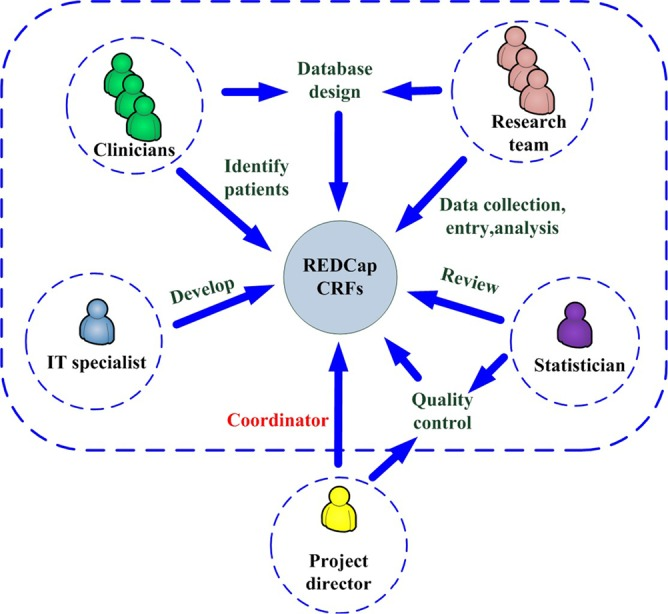 Database
design
Clinicians
Research
team
Identify
patients
Data collection,
entry,analysis
REDCap
CRFs
Develop
Review
IT specialist
Statistician
Quality
control
Coordinator
Project
director